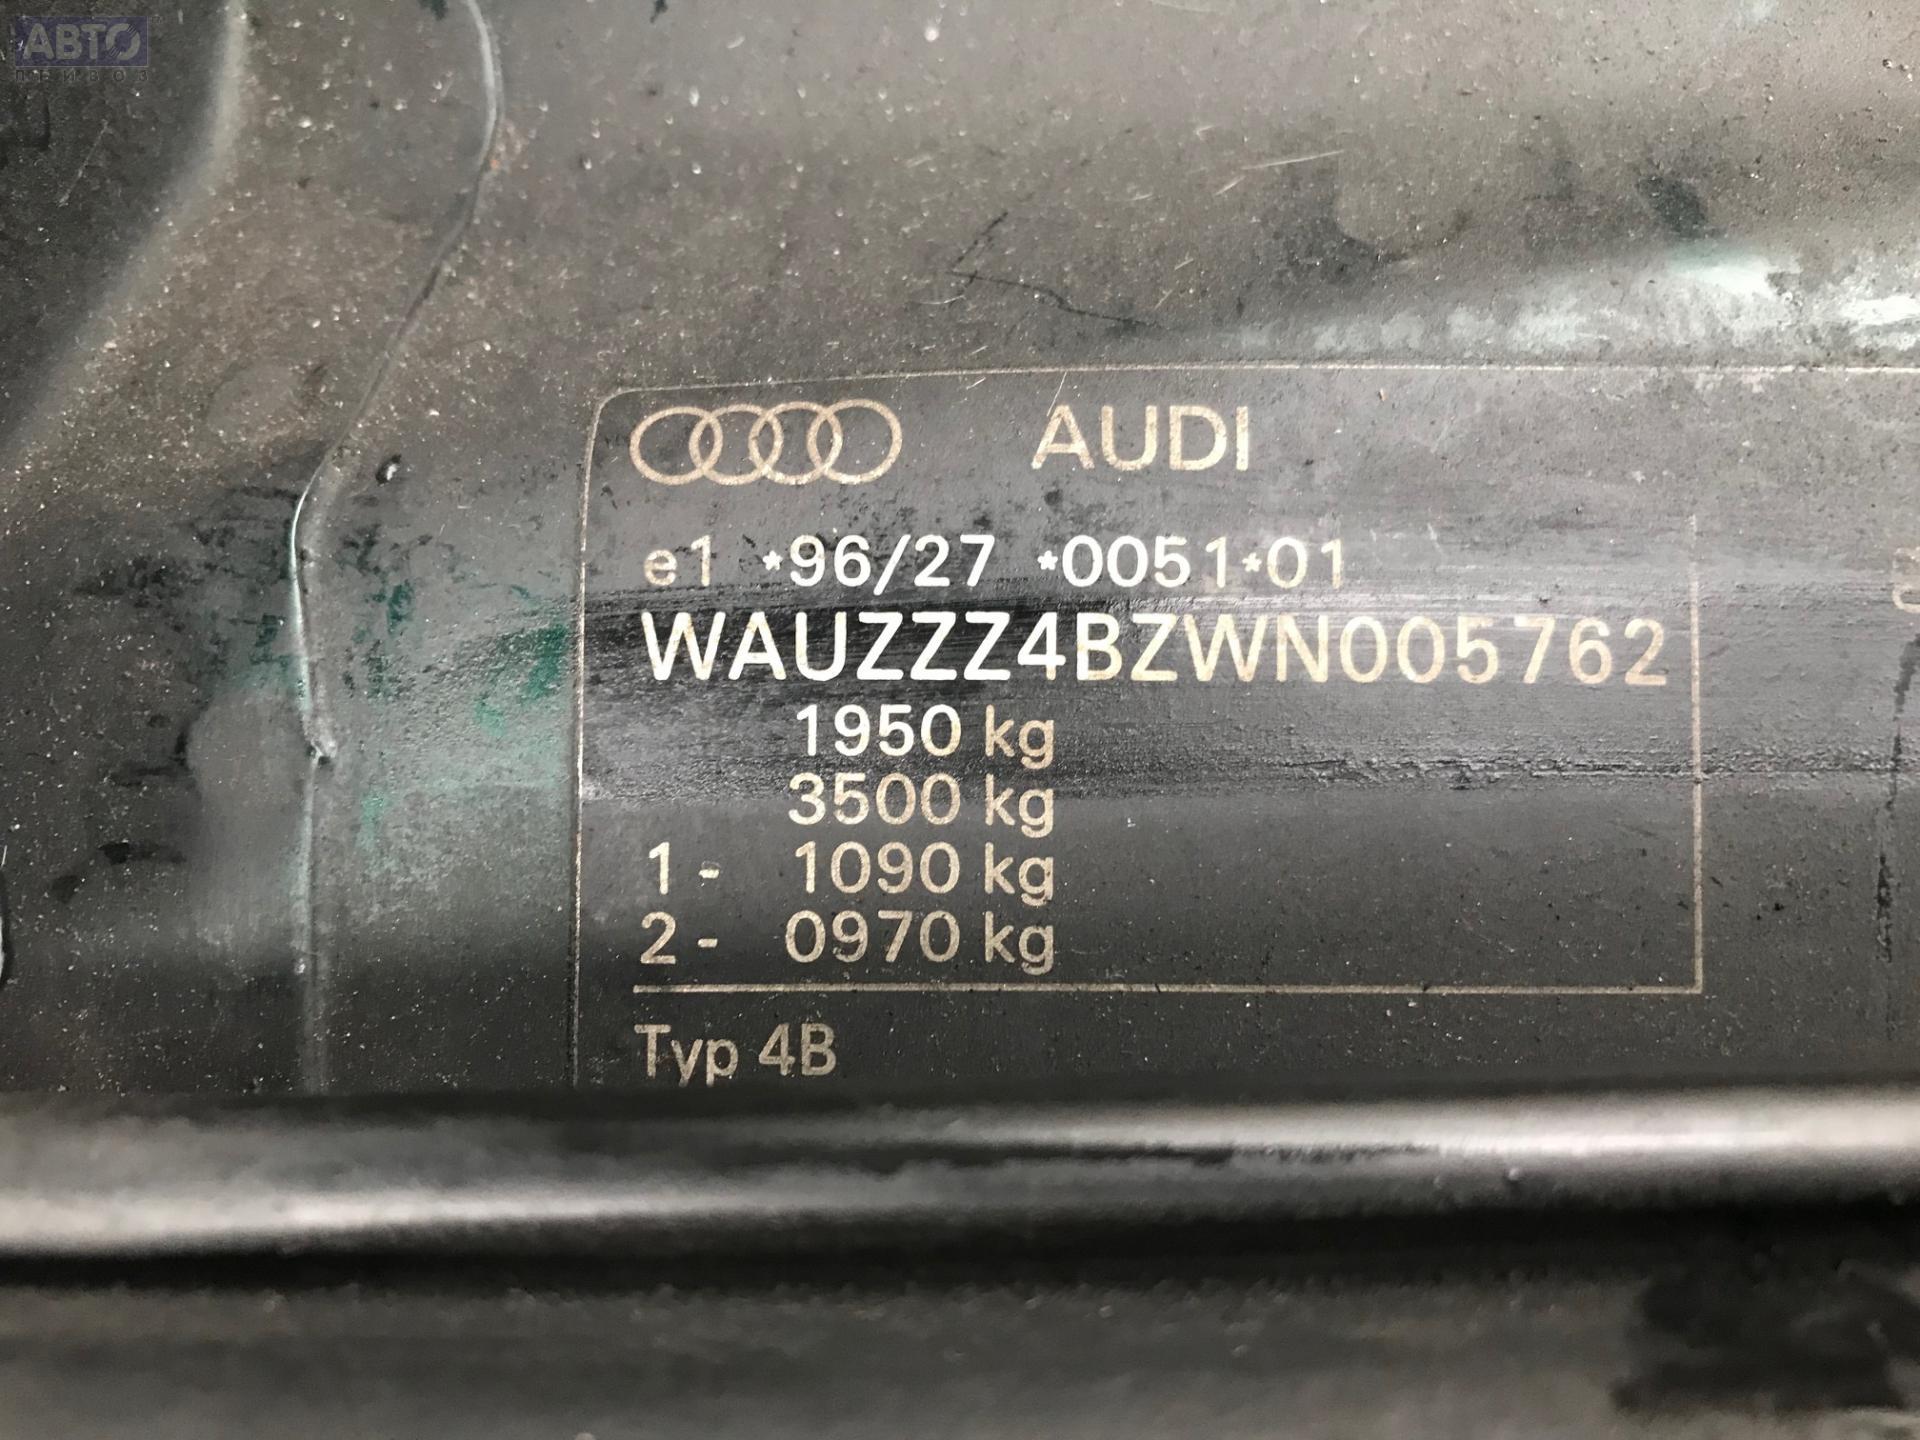 АВТО
ПРИВОЗ
AUDI
e1 *96/27 *0051*01
WAUZZZ4BZWN005762
1950 kg
3500 kg
1- 1090 kg
2- 0970 kg
Typ 4B